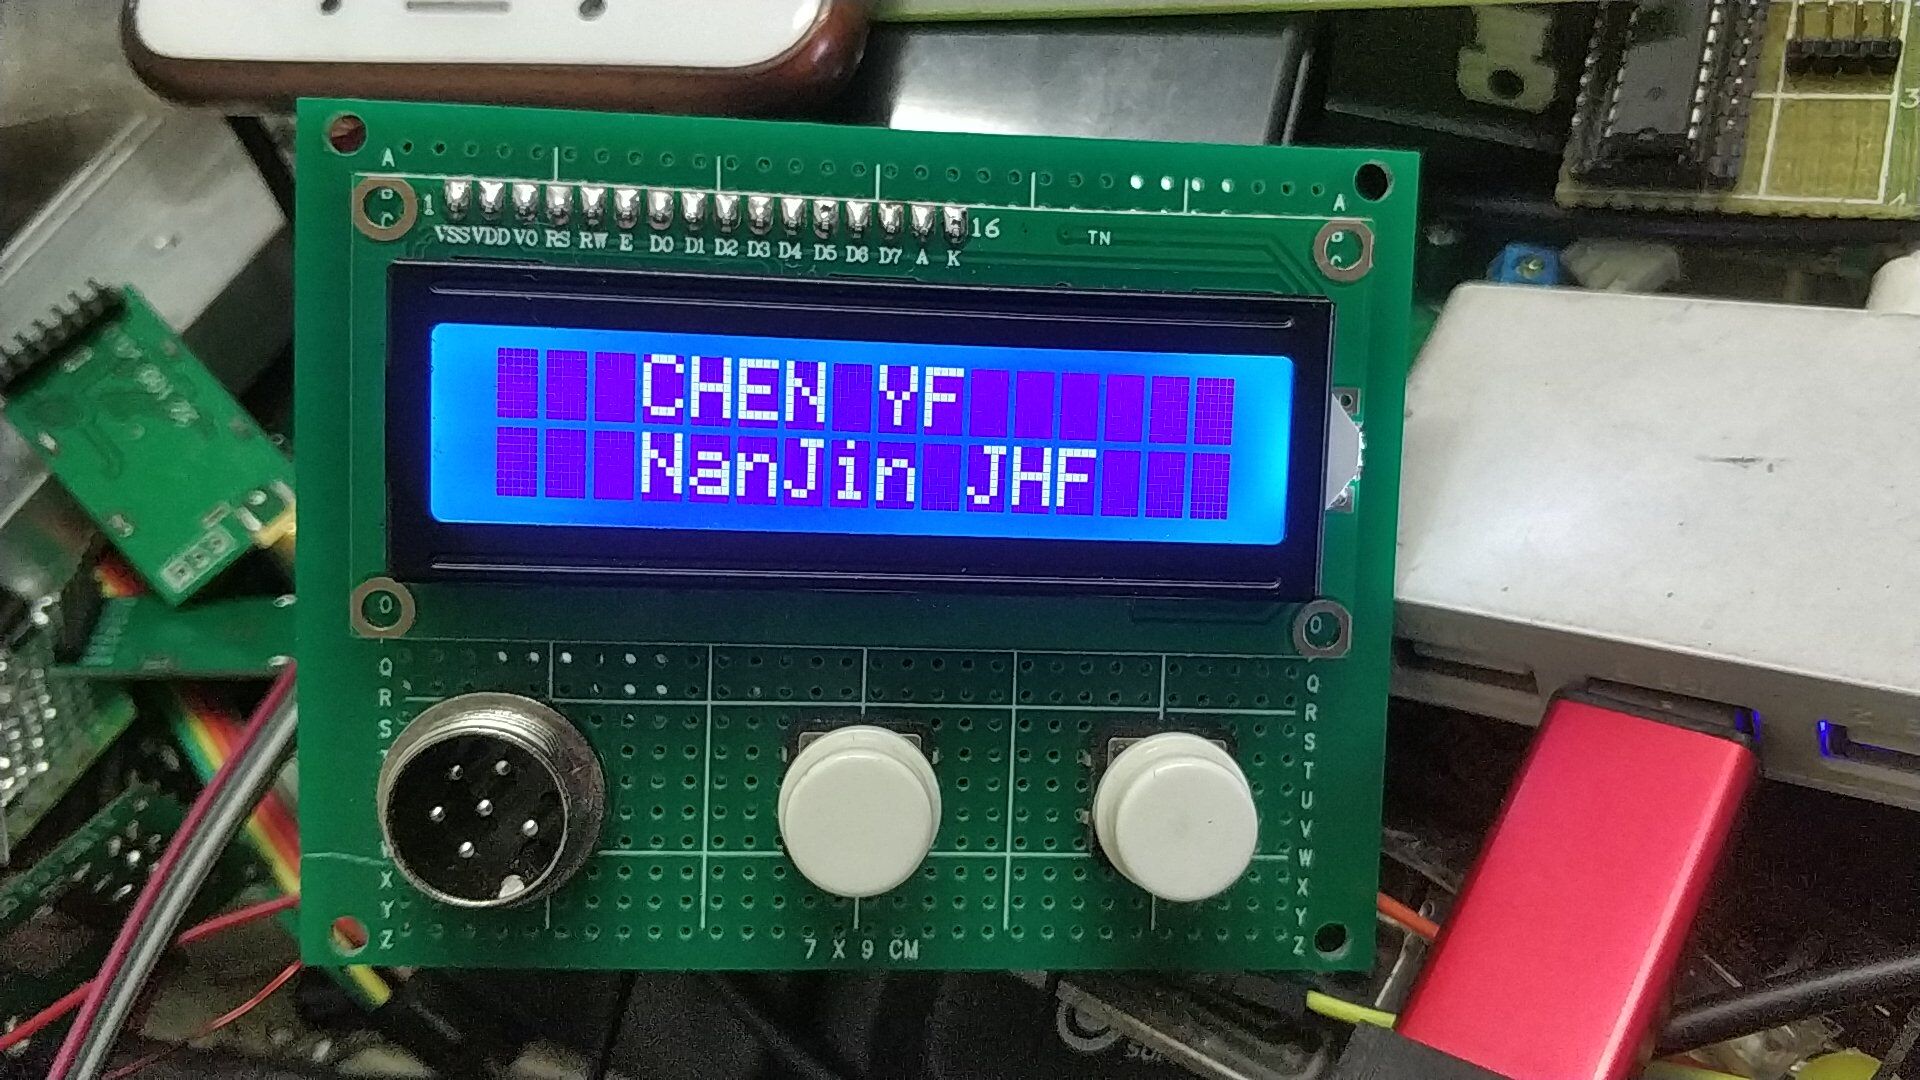 A A
B B
C C
1 16
VSS VDD V0 RS RW E D0 D1 D2 D3 D4 D5 D6 D7 A K
TN
CHEN YF
NanJin JHF
O O
Q Q
R R
S S
T
U
V
W
X X
Y Y
Z Z
7 X 9 CM
3